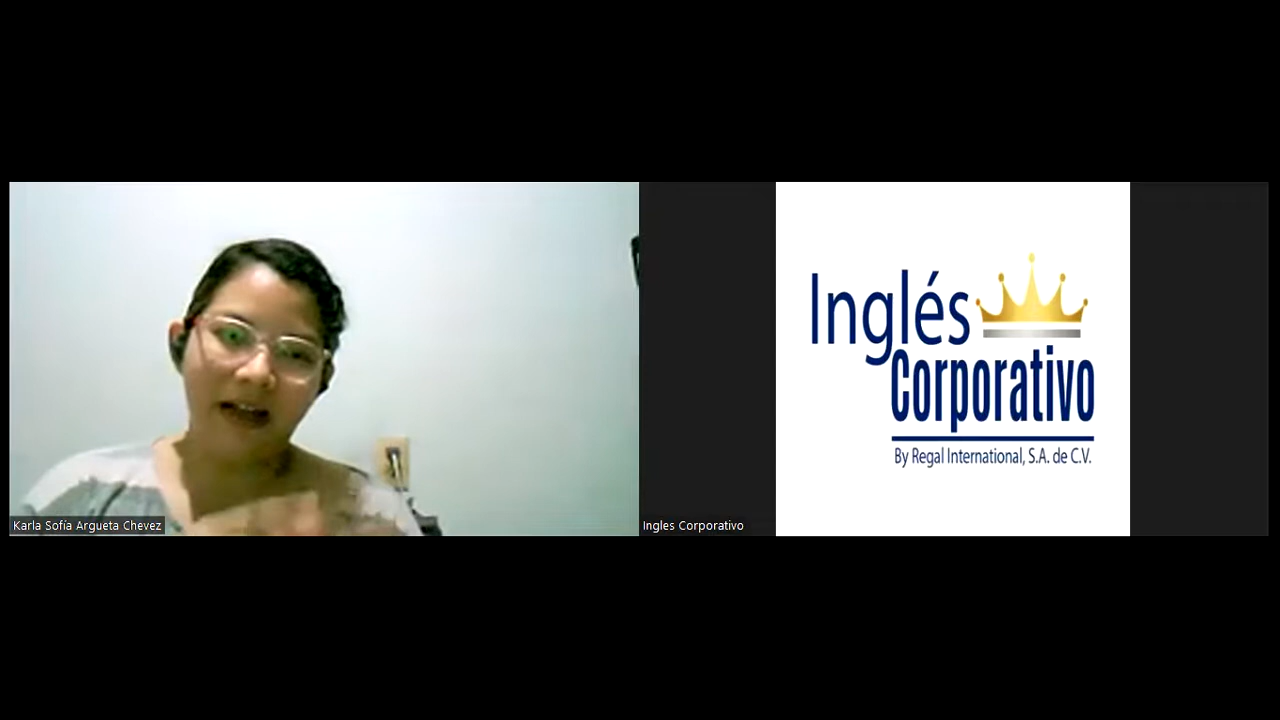 Inglés
Corporativo
By Regal International, S.A. de C.V.
Karla Sofía Argueta Chevez
Ingles Corporativo